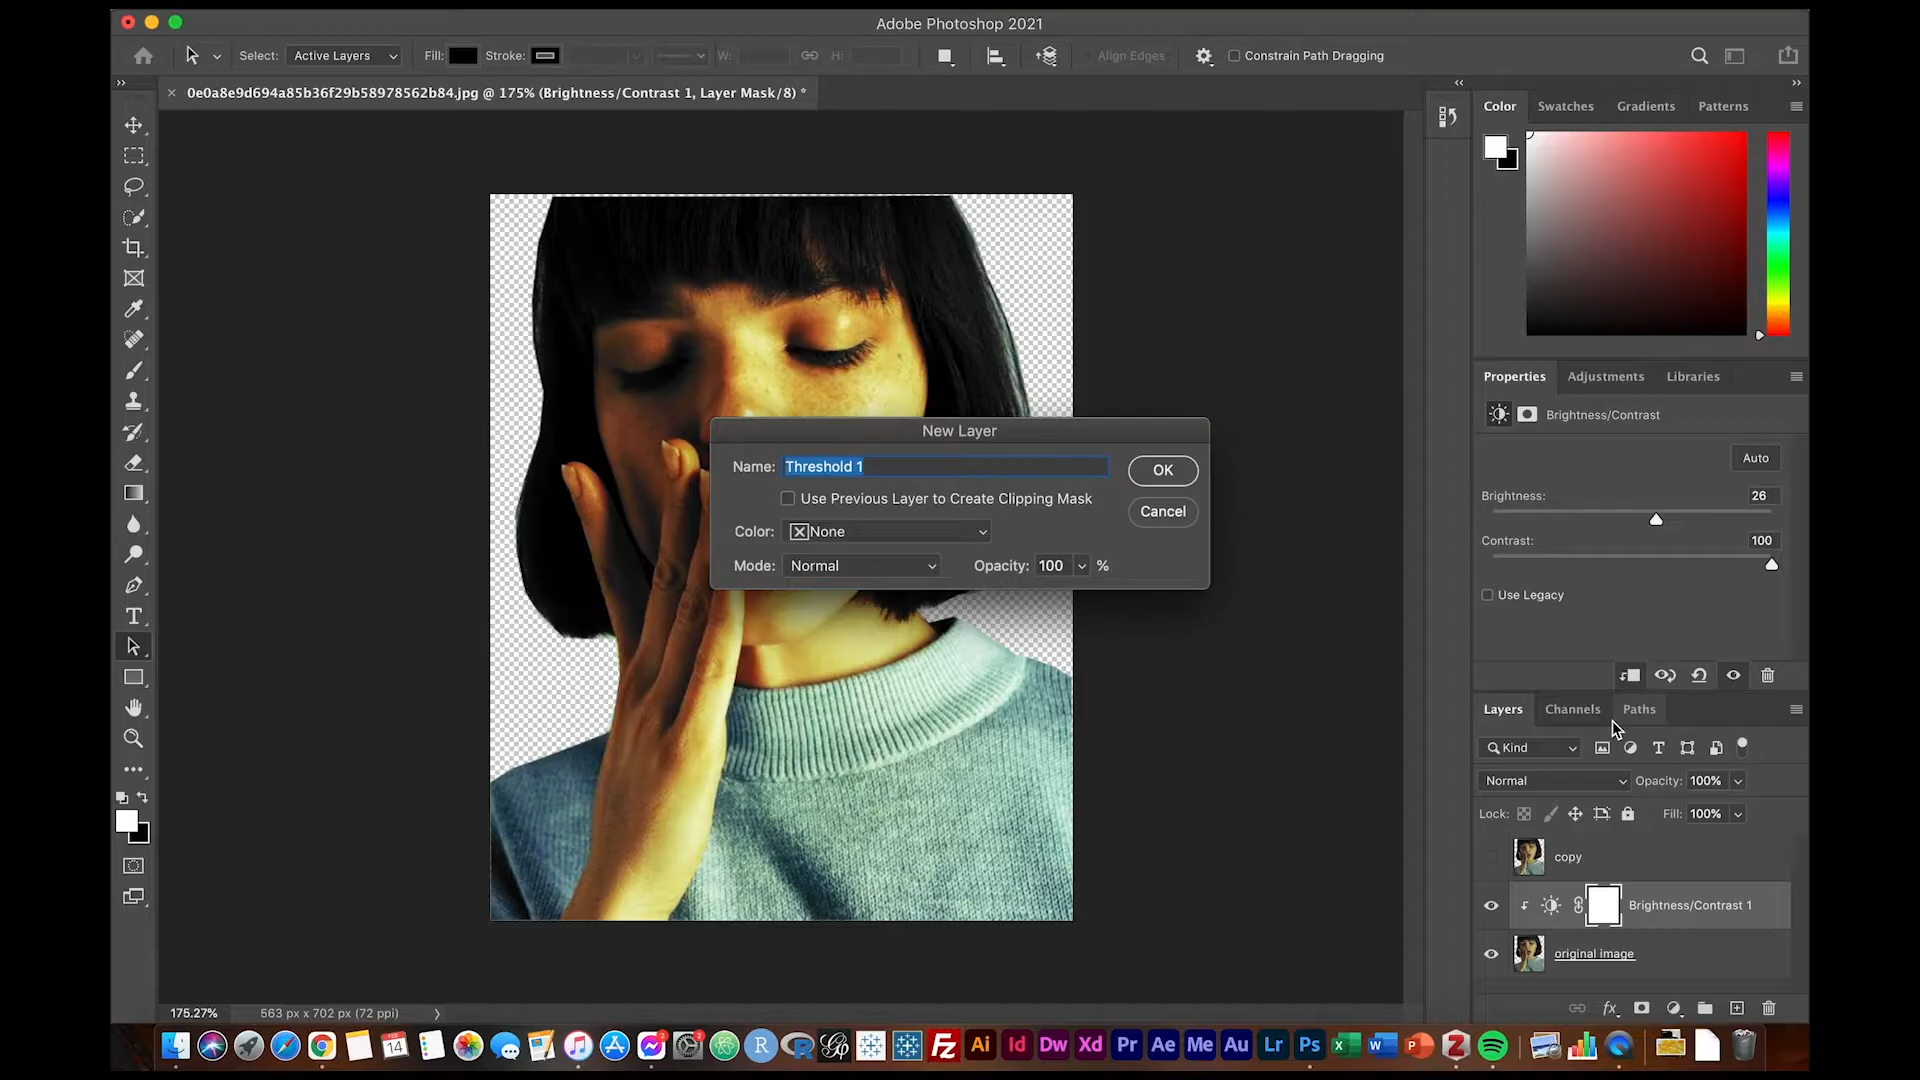 Adobe Photoshop 2021
Select: Active Layers Fill: Stroke: W: H: Align Edges Constrain Path Dragging
0e0a8e9d694a85b36f29b58978562b84.jpg @ 175% (Brightness/Contrast 1, Layer Mask/8) *
Color Swatches Gradients Patterns
Properties Adjustments Libraries
Brightness/Contrast
Auto
Brightness: 26
Contrast: 100
Use Legacy
New Layer
Name: Threshold 1 OK
Use Previous Layer to Create Clipping Mask
Cancel
Color: None
Mode: Normal Opacity: 100 %
Layers Channels Paths
Kind
Normal Opacity: 100%
Lock: Fill: 100%
copy
Brightness/Contrast 1
original image
fx
175.27% 563 px x 702 px (72 ppi)
14 R R Fz Ai Id Dw Xd Pr Ae Me Au Lr Ps X W P Z